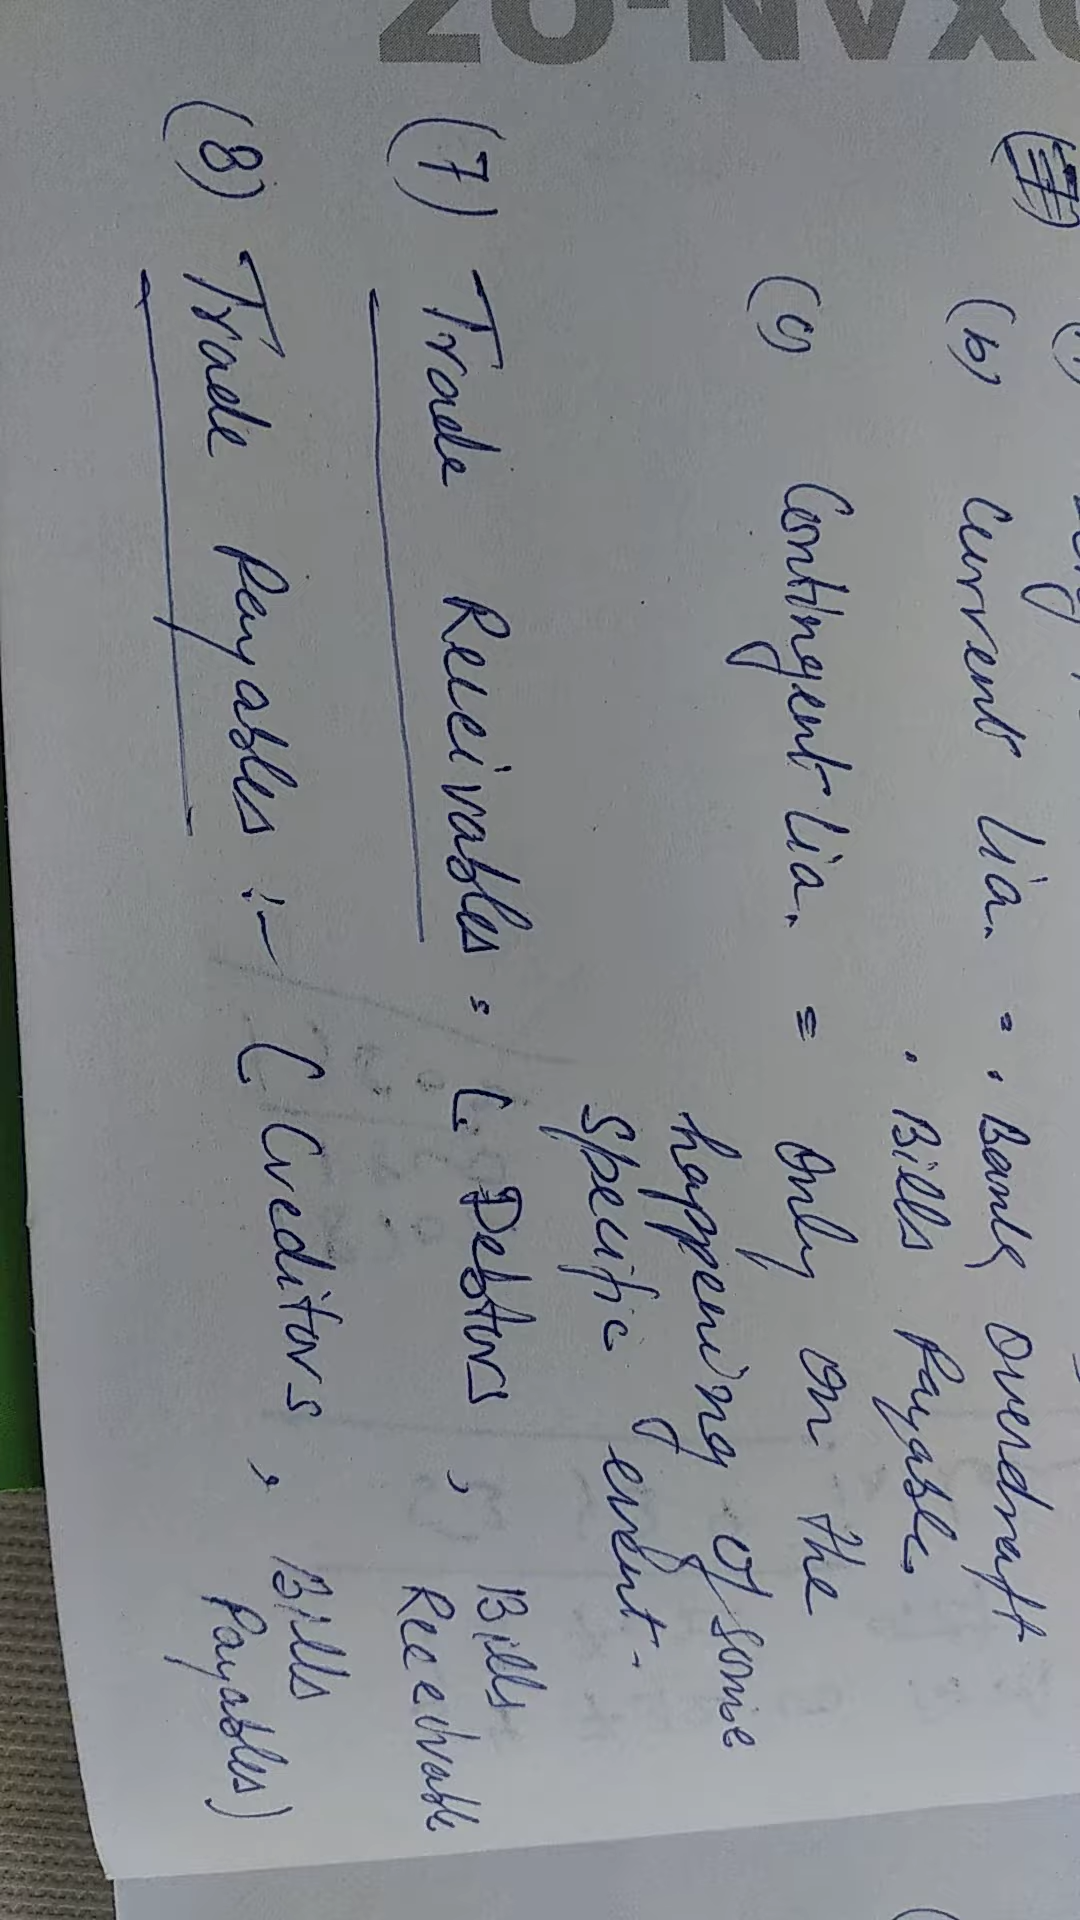 (b) Current Lia. = . Bank overdraft
. Bills Payable
(c) Contingent Lia. = Only on the
happening of some
specific event.
(7) Trade Receivables = (. Debtors , Bills
Receivable
(8) Trade Payables :- ( Creditors , Bills
Payables)